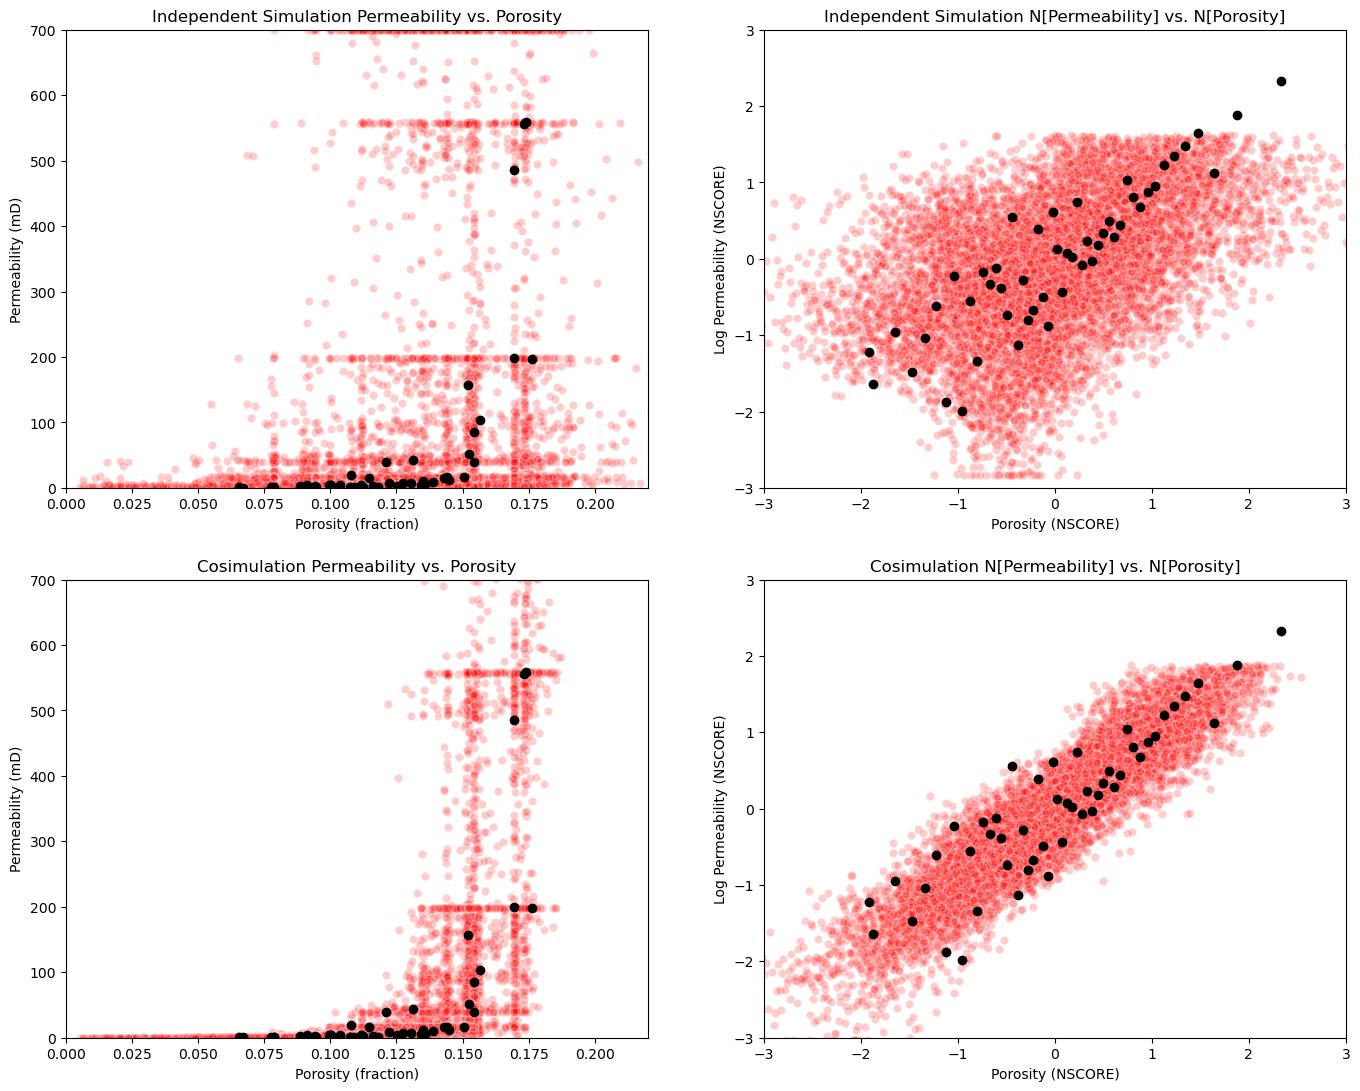 Independent Simulation Permeability vs. Porosity
700
600
500
400
300
200
100
0
Permeability (mD)
0.000 0.025 0.050 0.075 0.100 0.125 0.150 0.175 0.200
Porosity (fraction)
Independent Simulation N[Permeability] vs. N[Porosity]
3
2
1
0
−1
−2
−3
Log Permeability (NSCORE)
−3 −2 −1 0 1 2 3
Porosity (NSCORE)
Cosimulation Permeability vs. Porosity
700
600
500
400
300
200
100
0
Permeability (mD)
0.000 0.025 0.050 0.075 0.100 0.125 0.150 0.175 0.200
Porosity (fraction)
Cosimulation N[Permeability] vs. N[Porosity]
3
2
1
0
−1
−2
−3
Log Permeability (NSCORE)
−3 −2 −1 0 1 2 3
Porosity (NSCORE)